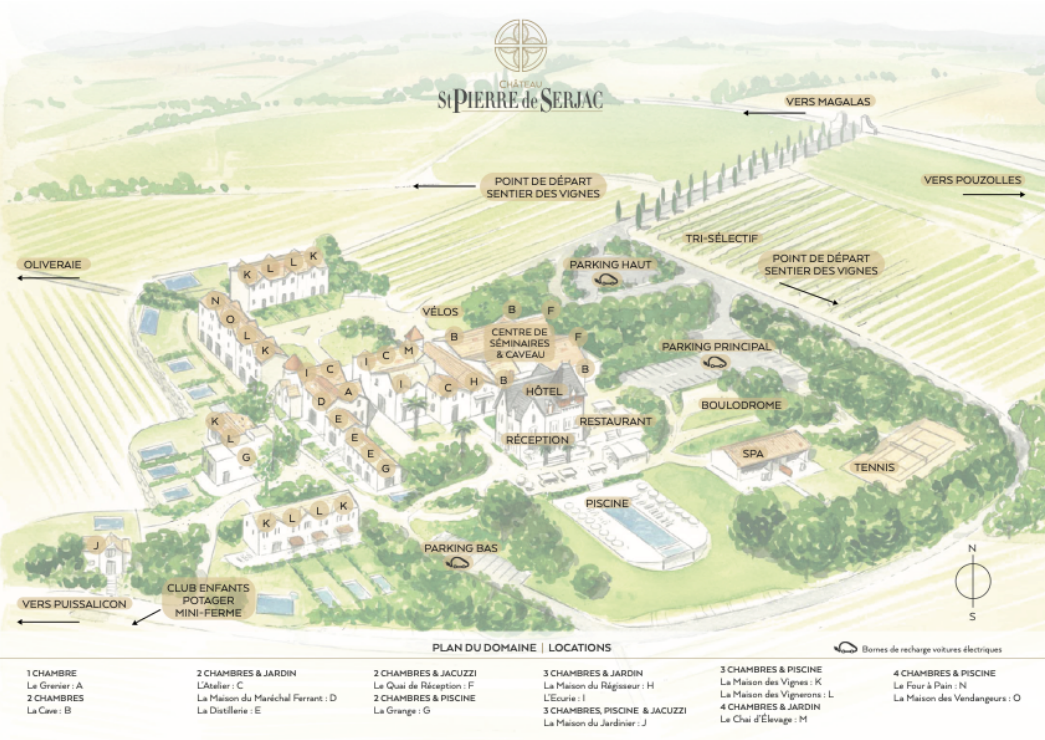 CHÂTEAU
St PIERRE de SERJAC
VERS MAGALAS
POINT DE DÉPART
SENTIER DES VIGNES
VERS POUZOLLES
TRI-SÉLECTIF
OLIVERAIE
PARKING HAUT
POINT DE DÉPART
SENTIER DES VIGNES
K L L K
N
O
L
K
VÉLOS
B
F
B
CENTRE DE
SÉMINAIRES
& CAVEAU
F
PARKING PRINCIPAL
I C M
I C
B
I
C H B
D A
HÔTEL
BOULODROME
E
E
E
G
K
L
G
RESTAURANT
RÉCEPTION
SPA
TENNIS
PISCINE
K L L K
J
PARKING BAS
N
S
CLUB ENFANTS
POTAGER
MINI-FERME
VERS PUISSALICON
PLAN DU DOMAINE | LOCATIONS
Bornes de recharge voitures électriques
1 CHAMBRE
Le Grenier : A
2 CHAMBRES
La Cave : B
2 CHAMBRES & JARDIN
L'Atelier : C
La Maison du Maréchal Ferrant : D
La Distillerie : E
2 CHAMBRES & JACUZZI
Le Quai de Réception : F
2 CHAMBRES & PISCINE
La Grange : G
3 CHAMBRES & JARDIN
La Maison du Régisseur : H
L'Ecurie : I
3 CHAMBRES, PISCINE & JACUZZI
La Maison du Jardinier : J
3 CHAMBRES & PISCINE
La Maison des Vignes : K
La Maison des Vignerons : L
4 CHAMBRES & JARDIN
Le Chai d'Élevage : M
4 CHAMBRES & PISCINE
Le Four à Pain : N
La Maison des Vendangeurs : O